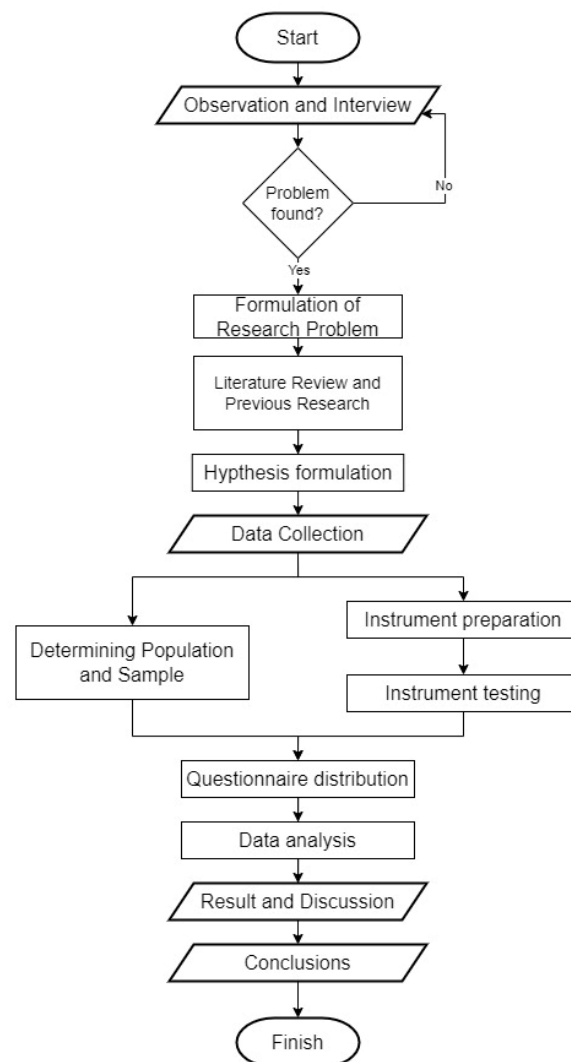 Start
Observation and Interview
Problem
found?
No
Yes
Formulation of
Research Problem
Literature Review and
Previous Research
Hypthesis formulation
Data Collection
Determining Population
and Sample
Instrument preparation
Instrument testing
Questionnaire distribution
Data analysis
Result and Discussion
Conclusions
Finish